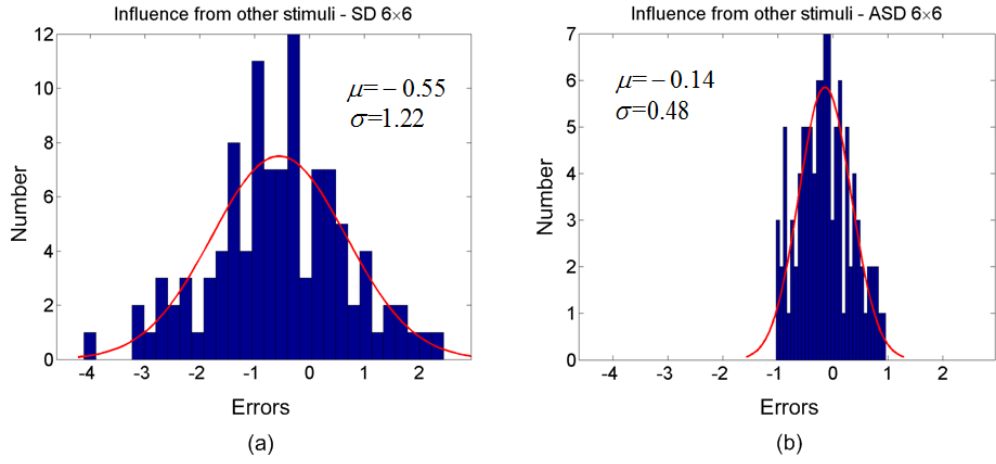 Influence from other stimuli - SD 6×6
12
10
8
6
4
2
0
Number
μ=−0.55
σ=1.22
-4 -3 -2 -1 0 1 2
Errors
(a)
Influence from other stimuli - ASD 6×6
7
6
5
4
3
2
1
0
Number
μ=−0.14
σ=0.48
-4 -3 -2 -1 0 1 2
Errors
(b)